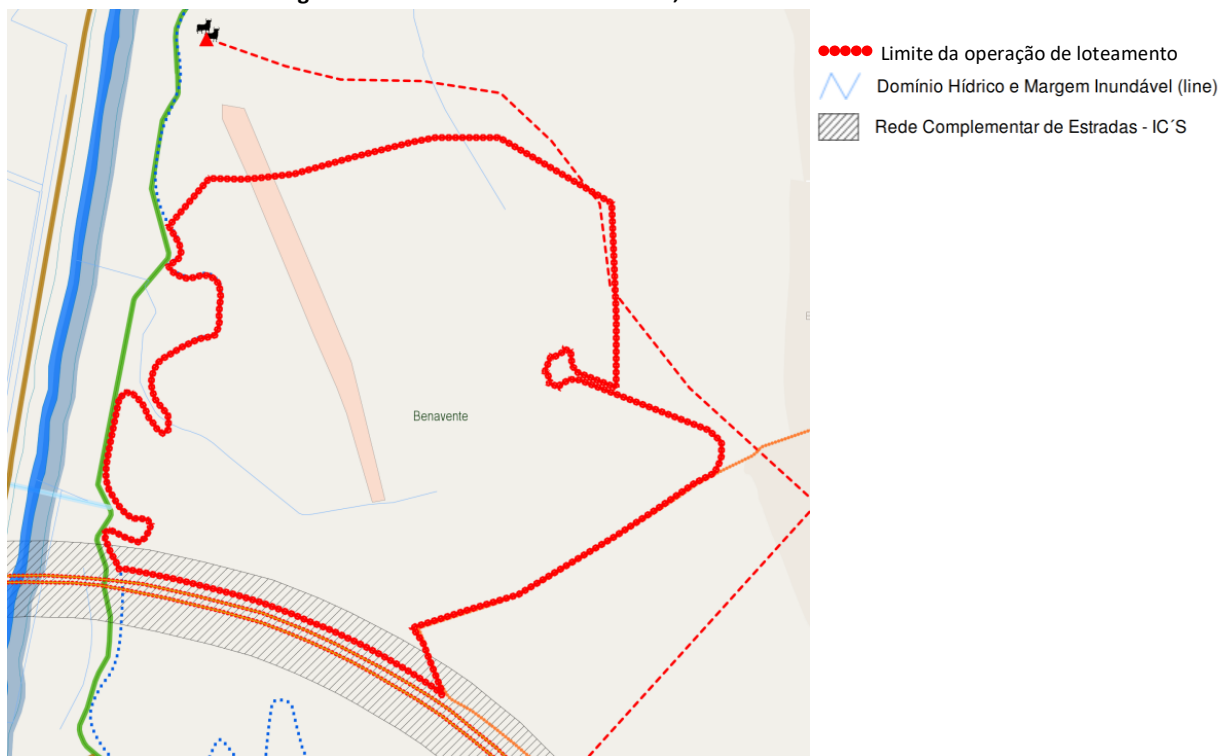 Limite da operação de loteamento
Domínio Hídrico e Margem Inundável (line)
Rede Complementar de Estradas - IC´S
Benavente